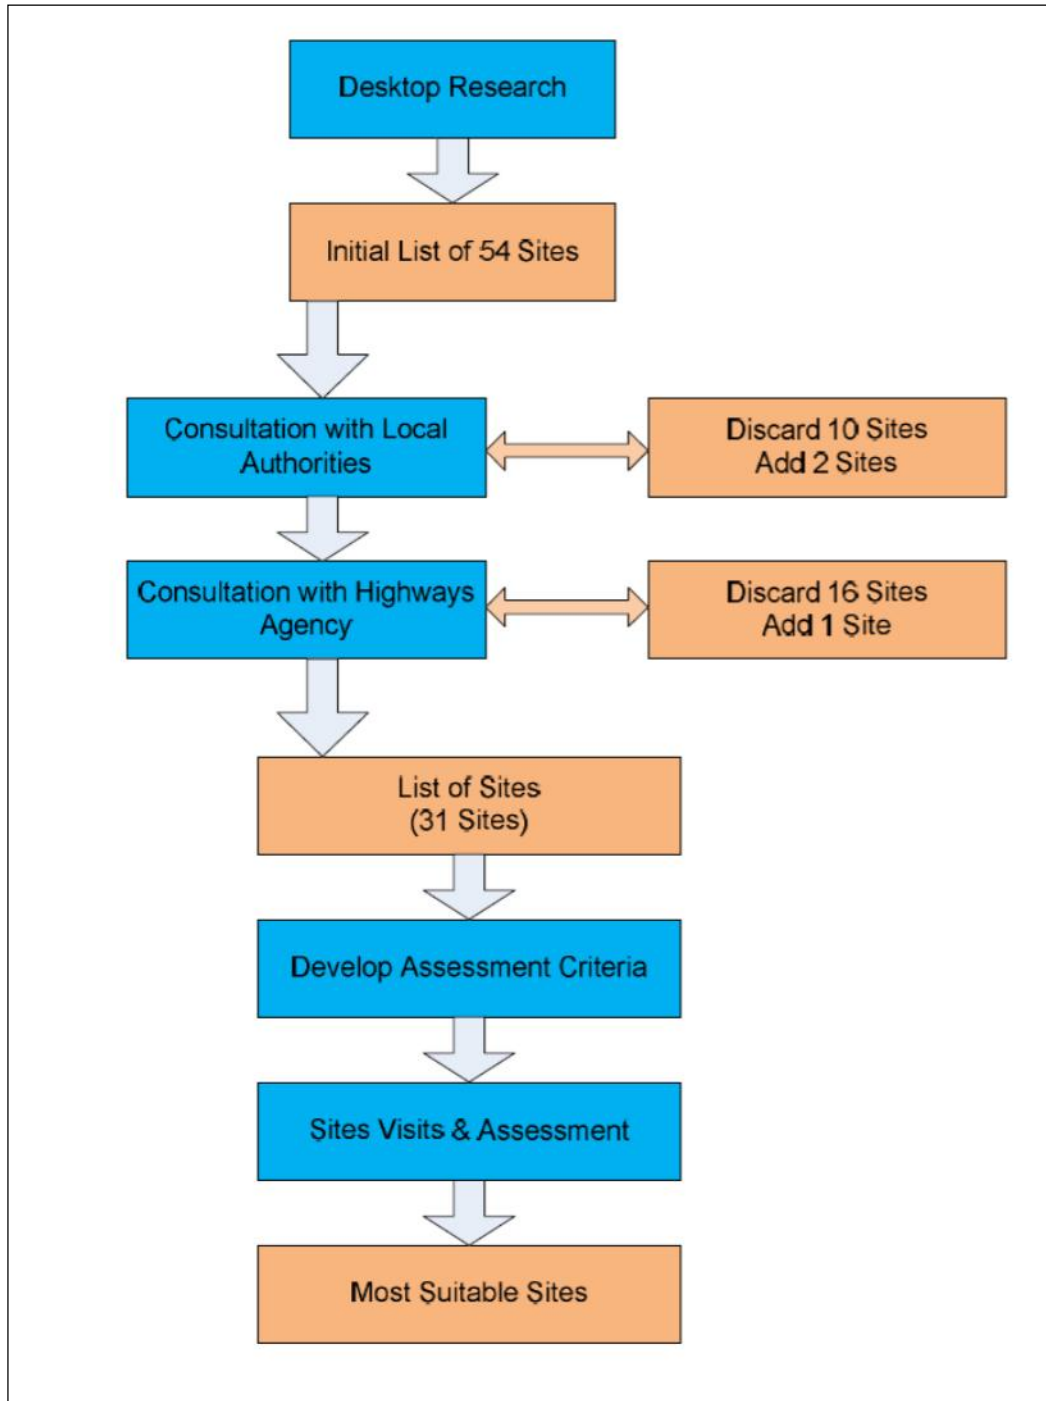 Desktop Research
Initial List of 54 Sites
Consultation with Local
Authorities
Discard 10 Sites
Add 2 Sites
Consultation with Highways
Agency
Discard 16 Sites
Add 1 Site
List of Sites
(31 Sites)
Develop Assessment Criteria
Sites Visits & Assessment
Most Suitable Sites